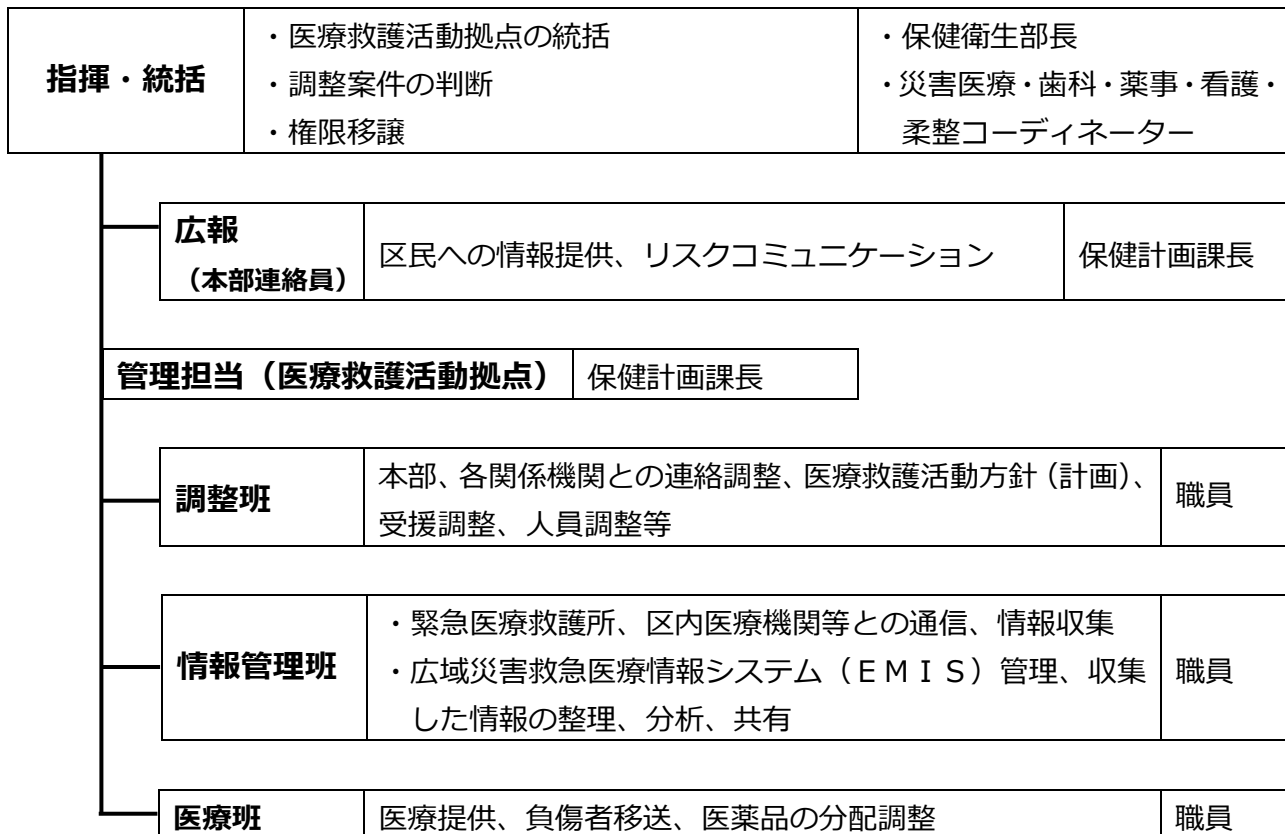 指揮・統括
・医療救護活動拠点の統括
・調整案件の判断
・権限移譲
・保健衛生部長
・災害医療・歯科・薬事・看護・
柔整コーディネーター
広報
（本部連絡員）
区民への情報提供、リスクコミュニケーション
保健計画課長
管理担当（医療救護活動拠点）
保健計画課長
調整班
本部、各関係機関との連絡調整、医療救護活動方針（計画）、
受援調整、人員調整等
職員
情報管理班
・緊急医療救護所、区内医療機関等との通信、情報収集
・広域災害救急医療情報システム（ＥＭＩＳ）管理、収集
した情報の整理、分析、共有
職員
医療班
医療提供、負傷者移送、医薬品の分配調整
職員